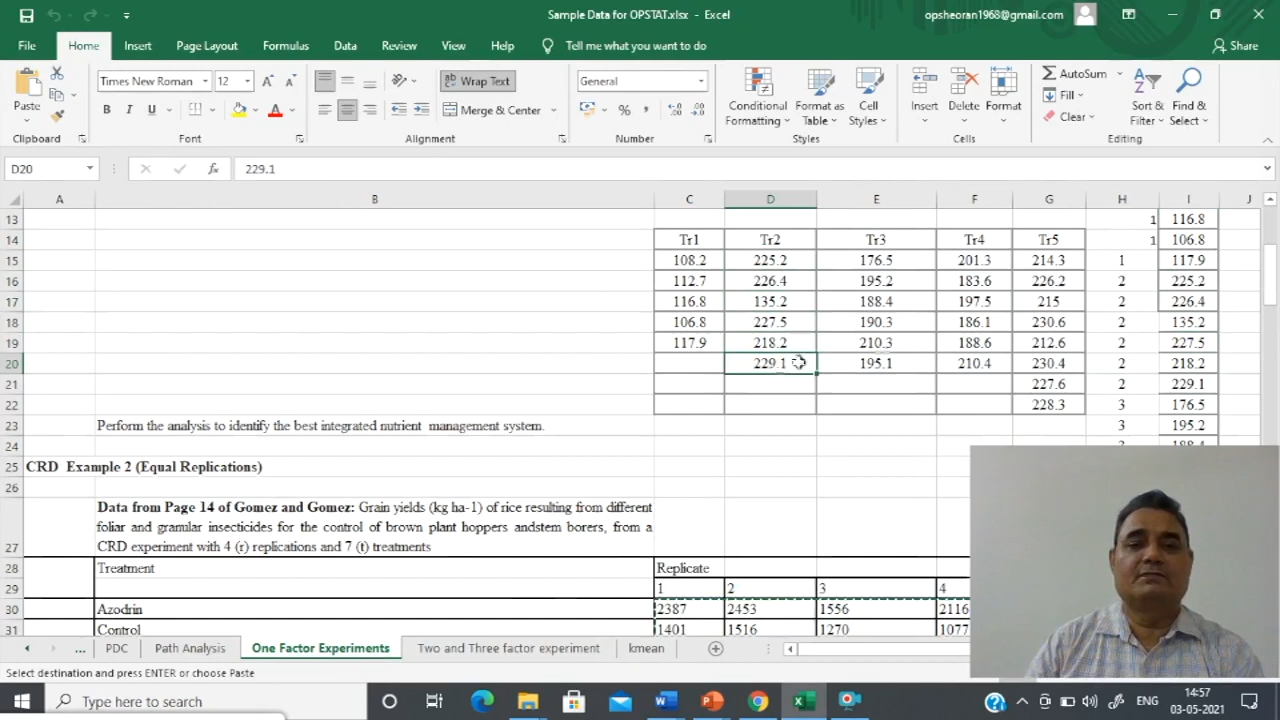 Sample Data for OPSTAT.xlsx - Excel
opsheoran1968@gmail.com
File Home Insert Page Layout Formulas Data Review View Help Tell me what you want to do Share
Paste
Times New Roman 12 A A
B I U A
Wrap Text
Merge & Center
General
% ,
Conditional Formatting
Format as Table
Cell Styles
Insert Delete Format
AutoSum
Fill
Clear
Sort & Filter
Find & Select
Clipboard Font Alignment Number Styles Cells Editing
D20 fx 229.1
A B C D E F G H I J
13 1 116.8
14 Tr1 Tr2 Tr3 Tr4 Tr5 1 106.8
15 108.2 225.2 176.5 201.3 214.3 1 117.9
16 112.7 226.4 195.2 183.6 226.2 2 225.2
17 116.8 135.2 188.4 197.5 215 2 226.4
18 106.8 227.5 190.3 186.1 230.6 2 135.2
19 117.9 218.2 210.3 188.6 212.6 2 227.5
20 229.1 195.1 210.4 230.4 2 218.2
21 227.6 2 229.1
22 228.3 3 176.5
23 Perform the analysis to identify the best integrated nutrient management system. 3 195.2
24
25 CRD Example 2 (Equal Replications)
26
Data from Page 14 of Gomez and Gomez: Grain yields (kg ha-1) of rice resulting from different
foliar and granular insecticides for the control of brown plant hoppers andstem borers, from a
27 CRD experiment with 4 (r) replications and 7 (t) treatments
28 Treatment Replicate
29 1 2 3 4
30 Azodrin 2387 2453 1556 2116
31 Control 1401 1516 1270 1077
... PDC Path Analysis One Factor Experiments Two and Three factor experiment kmean
Select destination and press ENTER or choose Paste
Type here to search
ENG
14:57
03-05-2021